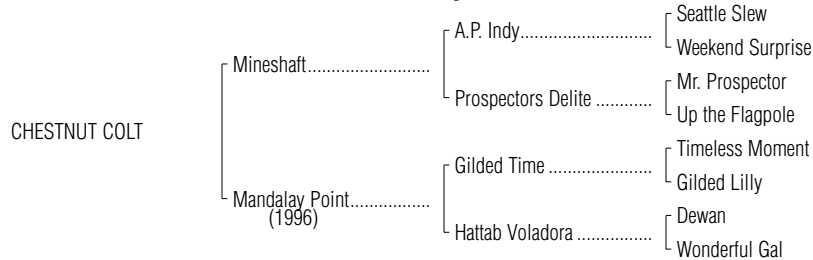 Seattle Slew
A.P. Indy............................
Weekend Surprise
Mineshaft..........................
Mr. Prospector
Prospectors Delite ............
Up the Flagpole
CHESTNUT COLT
Timeless Moment
Gilded Time ......................
Gilded Lilly
Mandalay Point.................
(1996)
Dewan
Hattab Voladora ................
Wonderful Gal